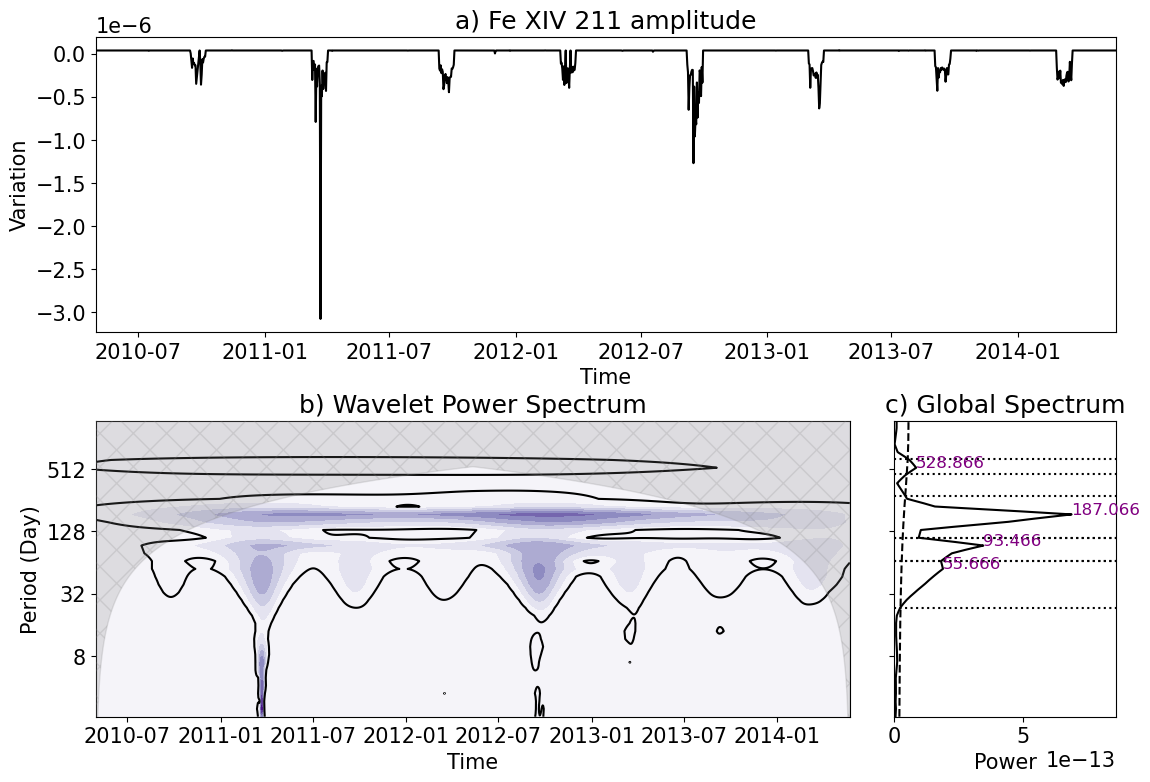 a) Fe XIV 211 amplitude
1e−6
0.0
−0.5
−1.0
−1.5
−2.0
−2.5
−3.0
Variation
2010-07 2011-01 2011-07 2012-01 2012-07 2013-01 2013-07 2014-01
Time
b) Wavelet Power Spectrum
512
128
32
8
Period (Day)
2010-07 2011-01 2011-07 2012-01 2012-07 2013-01 2013-07 2014-01
Time
c) Global Spectrum
528.866
187.066
93.466
55.666
0 5
Power 1e−13